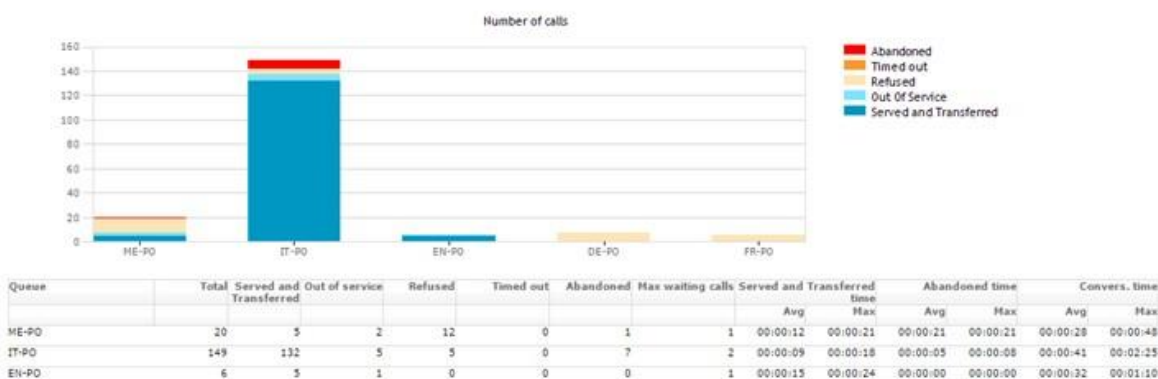 Number of calls
160
140
120
100
80
60
40
20
0
ME-PO IT-PO EN-PO DE-PO FR-PO
Abandoned
Timed out
Refused
Out Of Service
Served and Transferred
Queue Total Served and Transferred Out of service Refused Timed out Abandoned Max waiting calls Served and Transferred time Abandoned time Convers. time
Avg Max Avg Max Avg Max
ME-PO 20 5 2 12 0 1 1 00:00:12 00:00:21 00:00:21 00:00:21 00:00:28 00:00:48
IT-PO 149 132 5 5 0 7 2 00:00:09 00:00:18 00:00:05 00:00:08 00:00:41 00:02:25
EN-PO 6 5 1 0 0 0 1 00:00:15 00:00:24 00:00:00 00:00:00 00:00:32 00:01:10